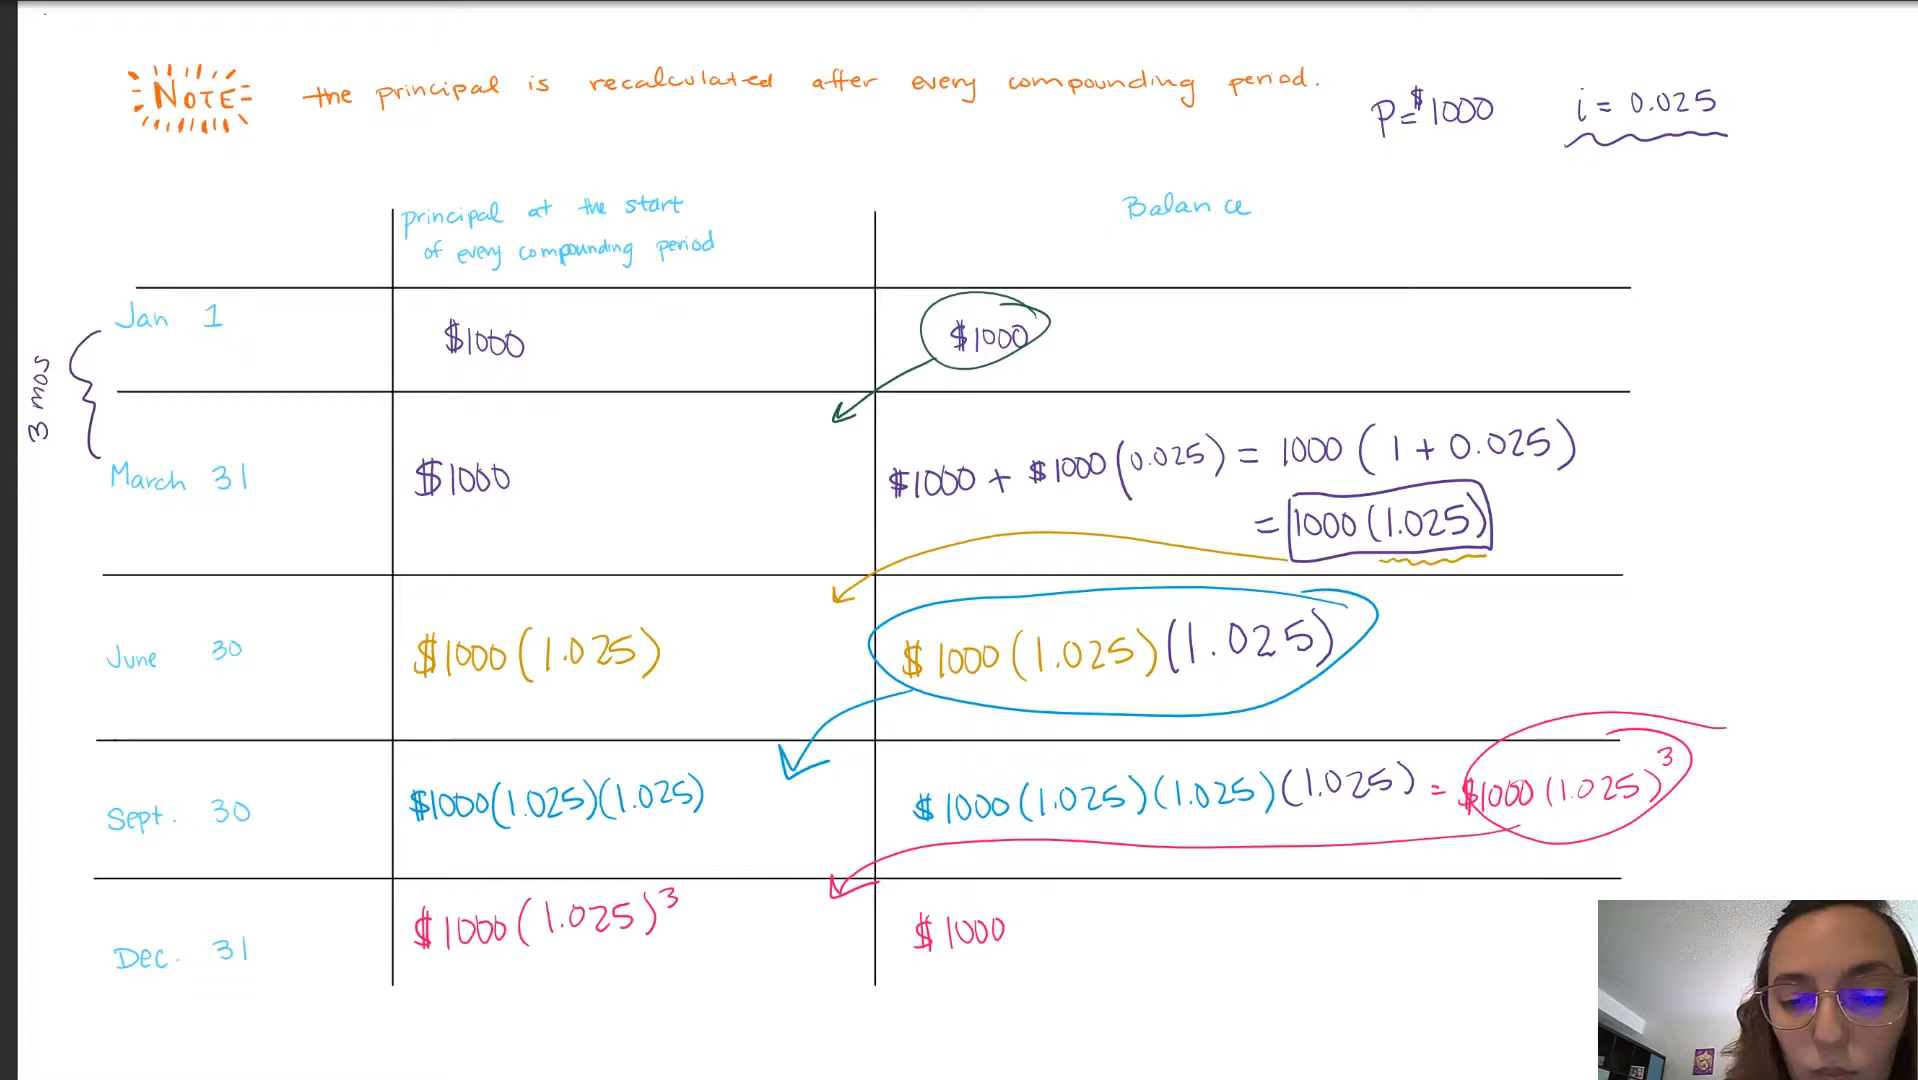 NOTE the principal is recalculated after every compounding period.
P=$1000 i = 0.025
principal at the start
of every compounding period
Balance
3 mos
Jan 1 $1000 $1000
March 31 $1000 $1000 + $1000(0.025) = 1000 (1 + 0.025)
= 1000(1.025)
June 30 $1000(1.025) $1000(1.025)(1.025)
Sept. 30 $1000(1.025)(1.025) $1000(1.025)(1.025)(1.025) = $1000(1.025)³
Dec. 31 $1000(1.025)³ $1000